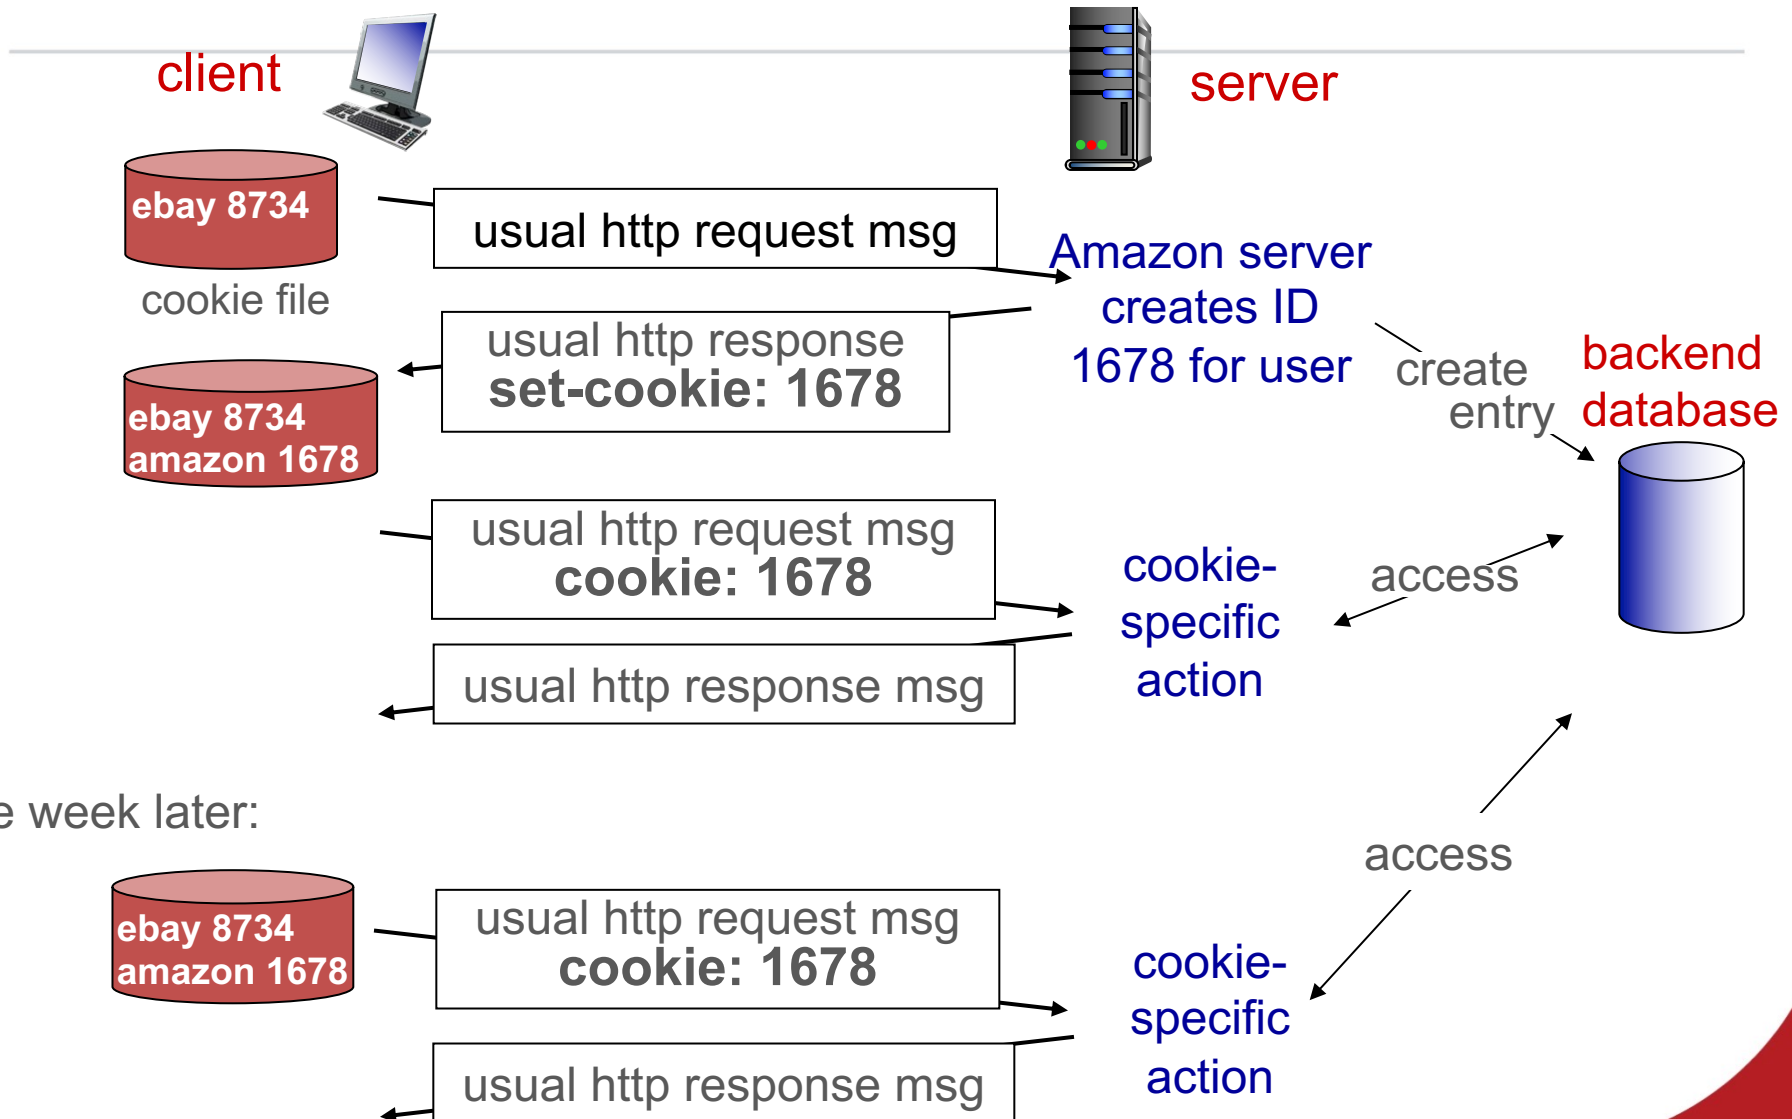 client
server
ebay 8734
cookie file
usual http request msg
Amazon server
creates ID
1678 for user
usual http response
set-cookie: 1678
create
entry
backend
database
ebay 8734
amazon 1678
usual http request msg
cookie: 1678
cookie-
specific
action
access
usual http response msg
e week later:
access
ebay 8734
amazon 1678
usual http request msg
cookie: 1678
cookie-
specific
action
usual http response msg